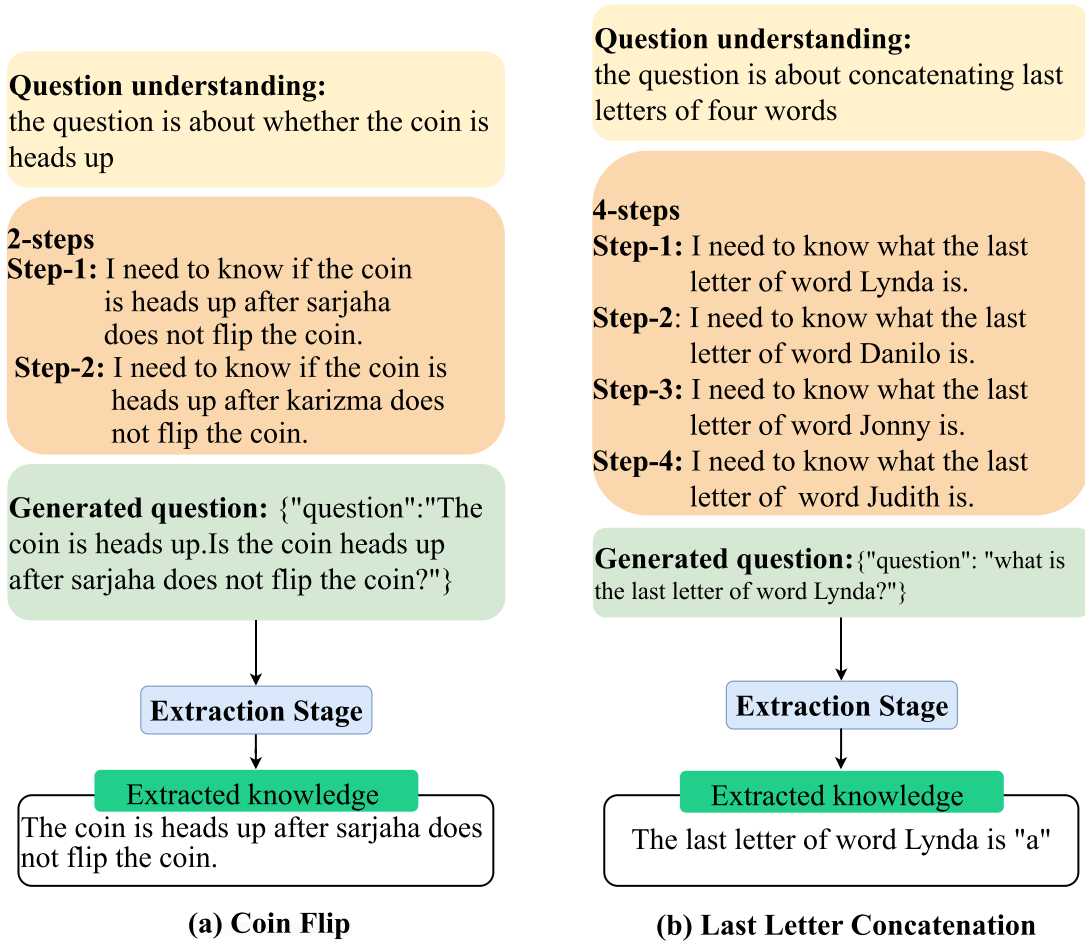 Question understanding:
the question is about whether the coin is
heads up
2-steps
Step-1: I need to know if the coin
is heads up after sarjaha
does not flip the coin.
Step-2: I need to know if the coin is
heads up after karizma does
not flip the coin.
Generated question: {"question":"The
coin is heads up.Is the coin heads up
after sarjaha does not flip the coin?"}
Extraction Stage
Extracted knowledge
The coin is heads up after sarjaha does
not flip the coin.
(a) Coin Flip
Question understanding:
the question is about concatenating last
letters of four words
4-steps
Step-1: I need to know what the last
letter of word Lynda is.
Step-2: I need to know what the last
letter of word Danilo is.
Step-3: I need to know what the last
letter of word Jonny is.
Step-4: I need to know what the last
letter of  word Judith is.
Generated question:{"question": "what is
the last letter of word Lynda?"}
Extraction Stage
Extracted knowledge
The last letter of word Lynda is "a"
(b) Last Letter Concatenation